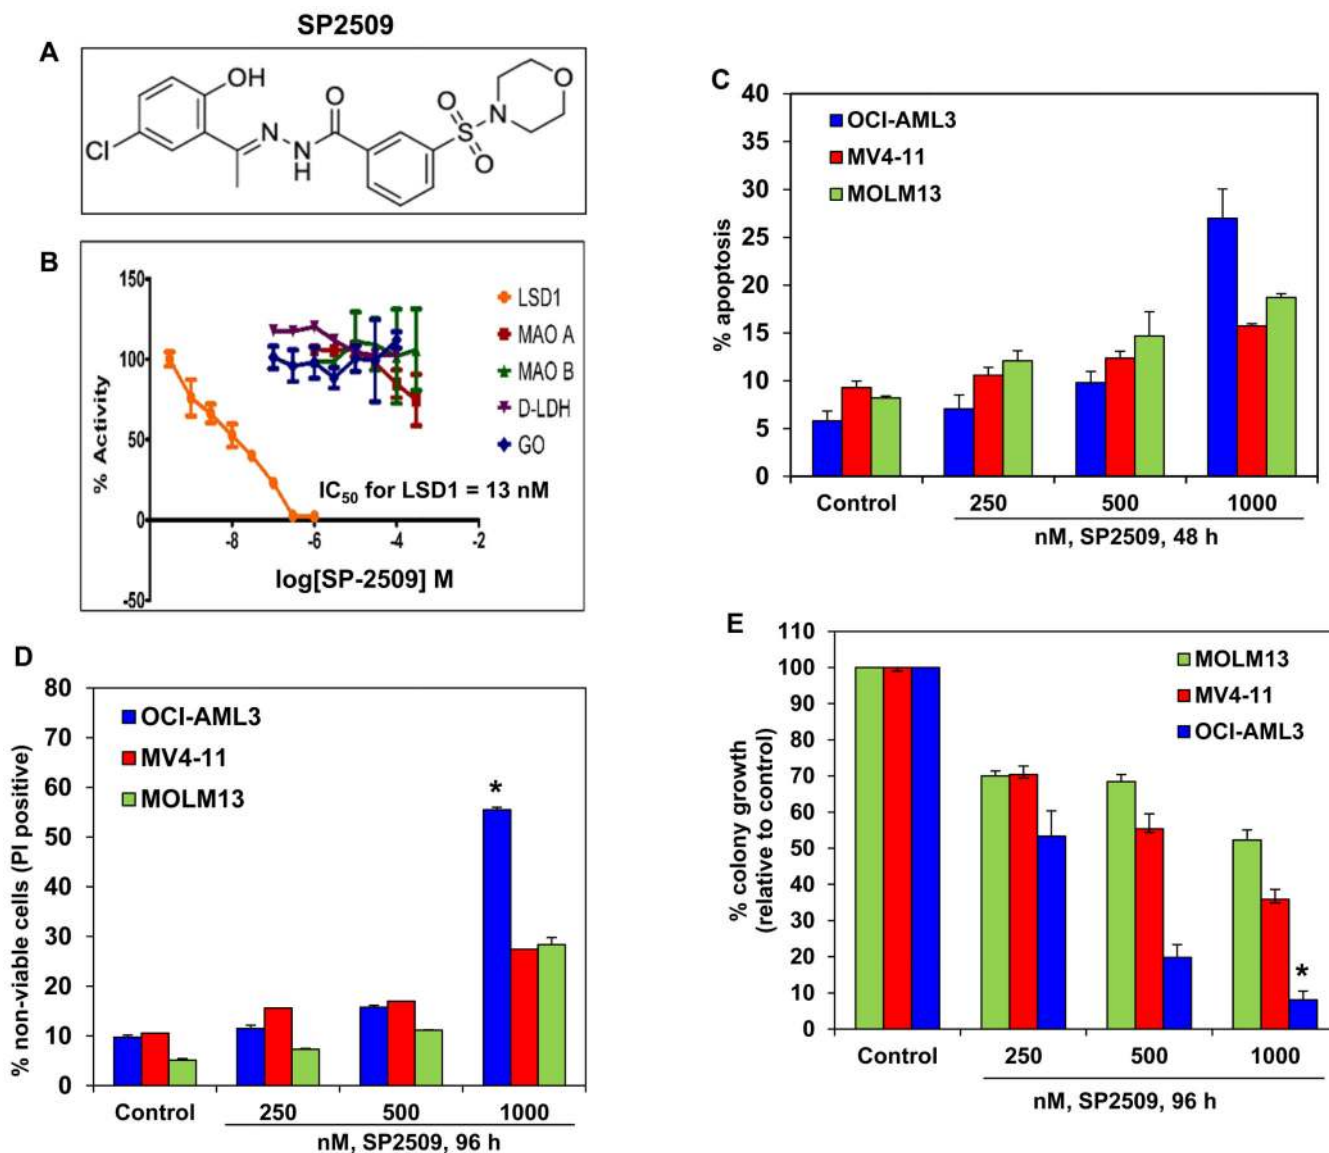 SP2509
A
OH
O
N
N
H
Cl
O
S
O
N
O
B
150
100
50
0
-50
% Activity
LSD1
MAO A
MAO B
D-LDH
GO
IC50 for LSD1 = 13 nM
-8
-6
-4
-2
log[SP-2509] M
C
40
35
30
25
20
15
10
5
0
% apoptosis
OCI-AML3
MV4-11
MOLM13
Control
250
500
1000
nM, SP2509, 48 h
D
80
70
60
50
40
30
20
10
0
% non-viable cells (PI positive)
OCI-AML3
MV4-11
MOLM13
*
Control
250
500
1000
nM, SP2509, 96 h
E
110
100
90
80
70
60
50
40
30
20
10
0
% colony growth
(relative to control)
MOLM13
MV4-11
OCI-AML3
*
Control
250
500
1000
nM, SP2509, 96 h